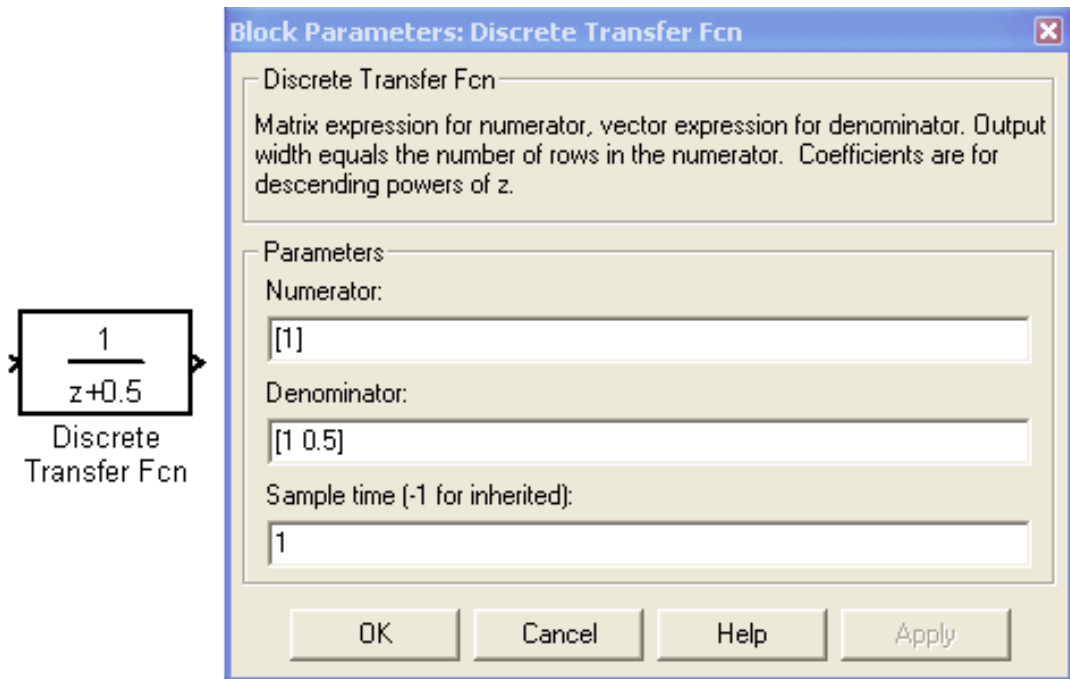 1
z+0.5
Discrete
Transfer Fcn
Block Parameters: Discrete Transfer Fcn
Discrete Transfer Fcn
Matrix expression for numerator, vector expression for denominator. Output
width equals the number of rows in the numerator.  Coefficients are for
descending powers of z.
Parameters
Numerator:
[1]
Denominator:
[1 0.5]
Sample time (-1 for inherited):
1
OK Cancel Help Apply